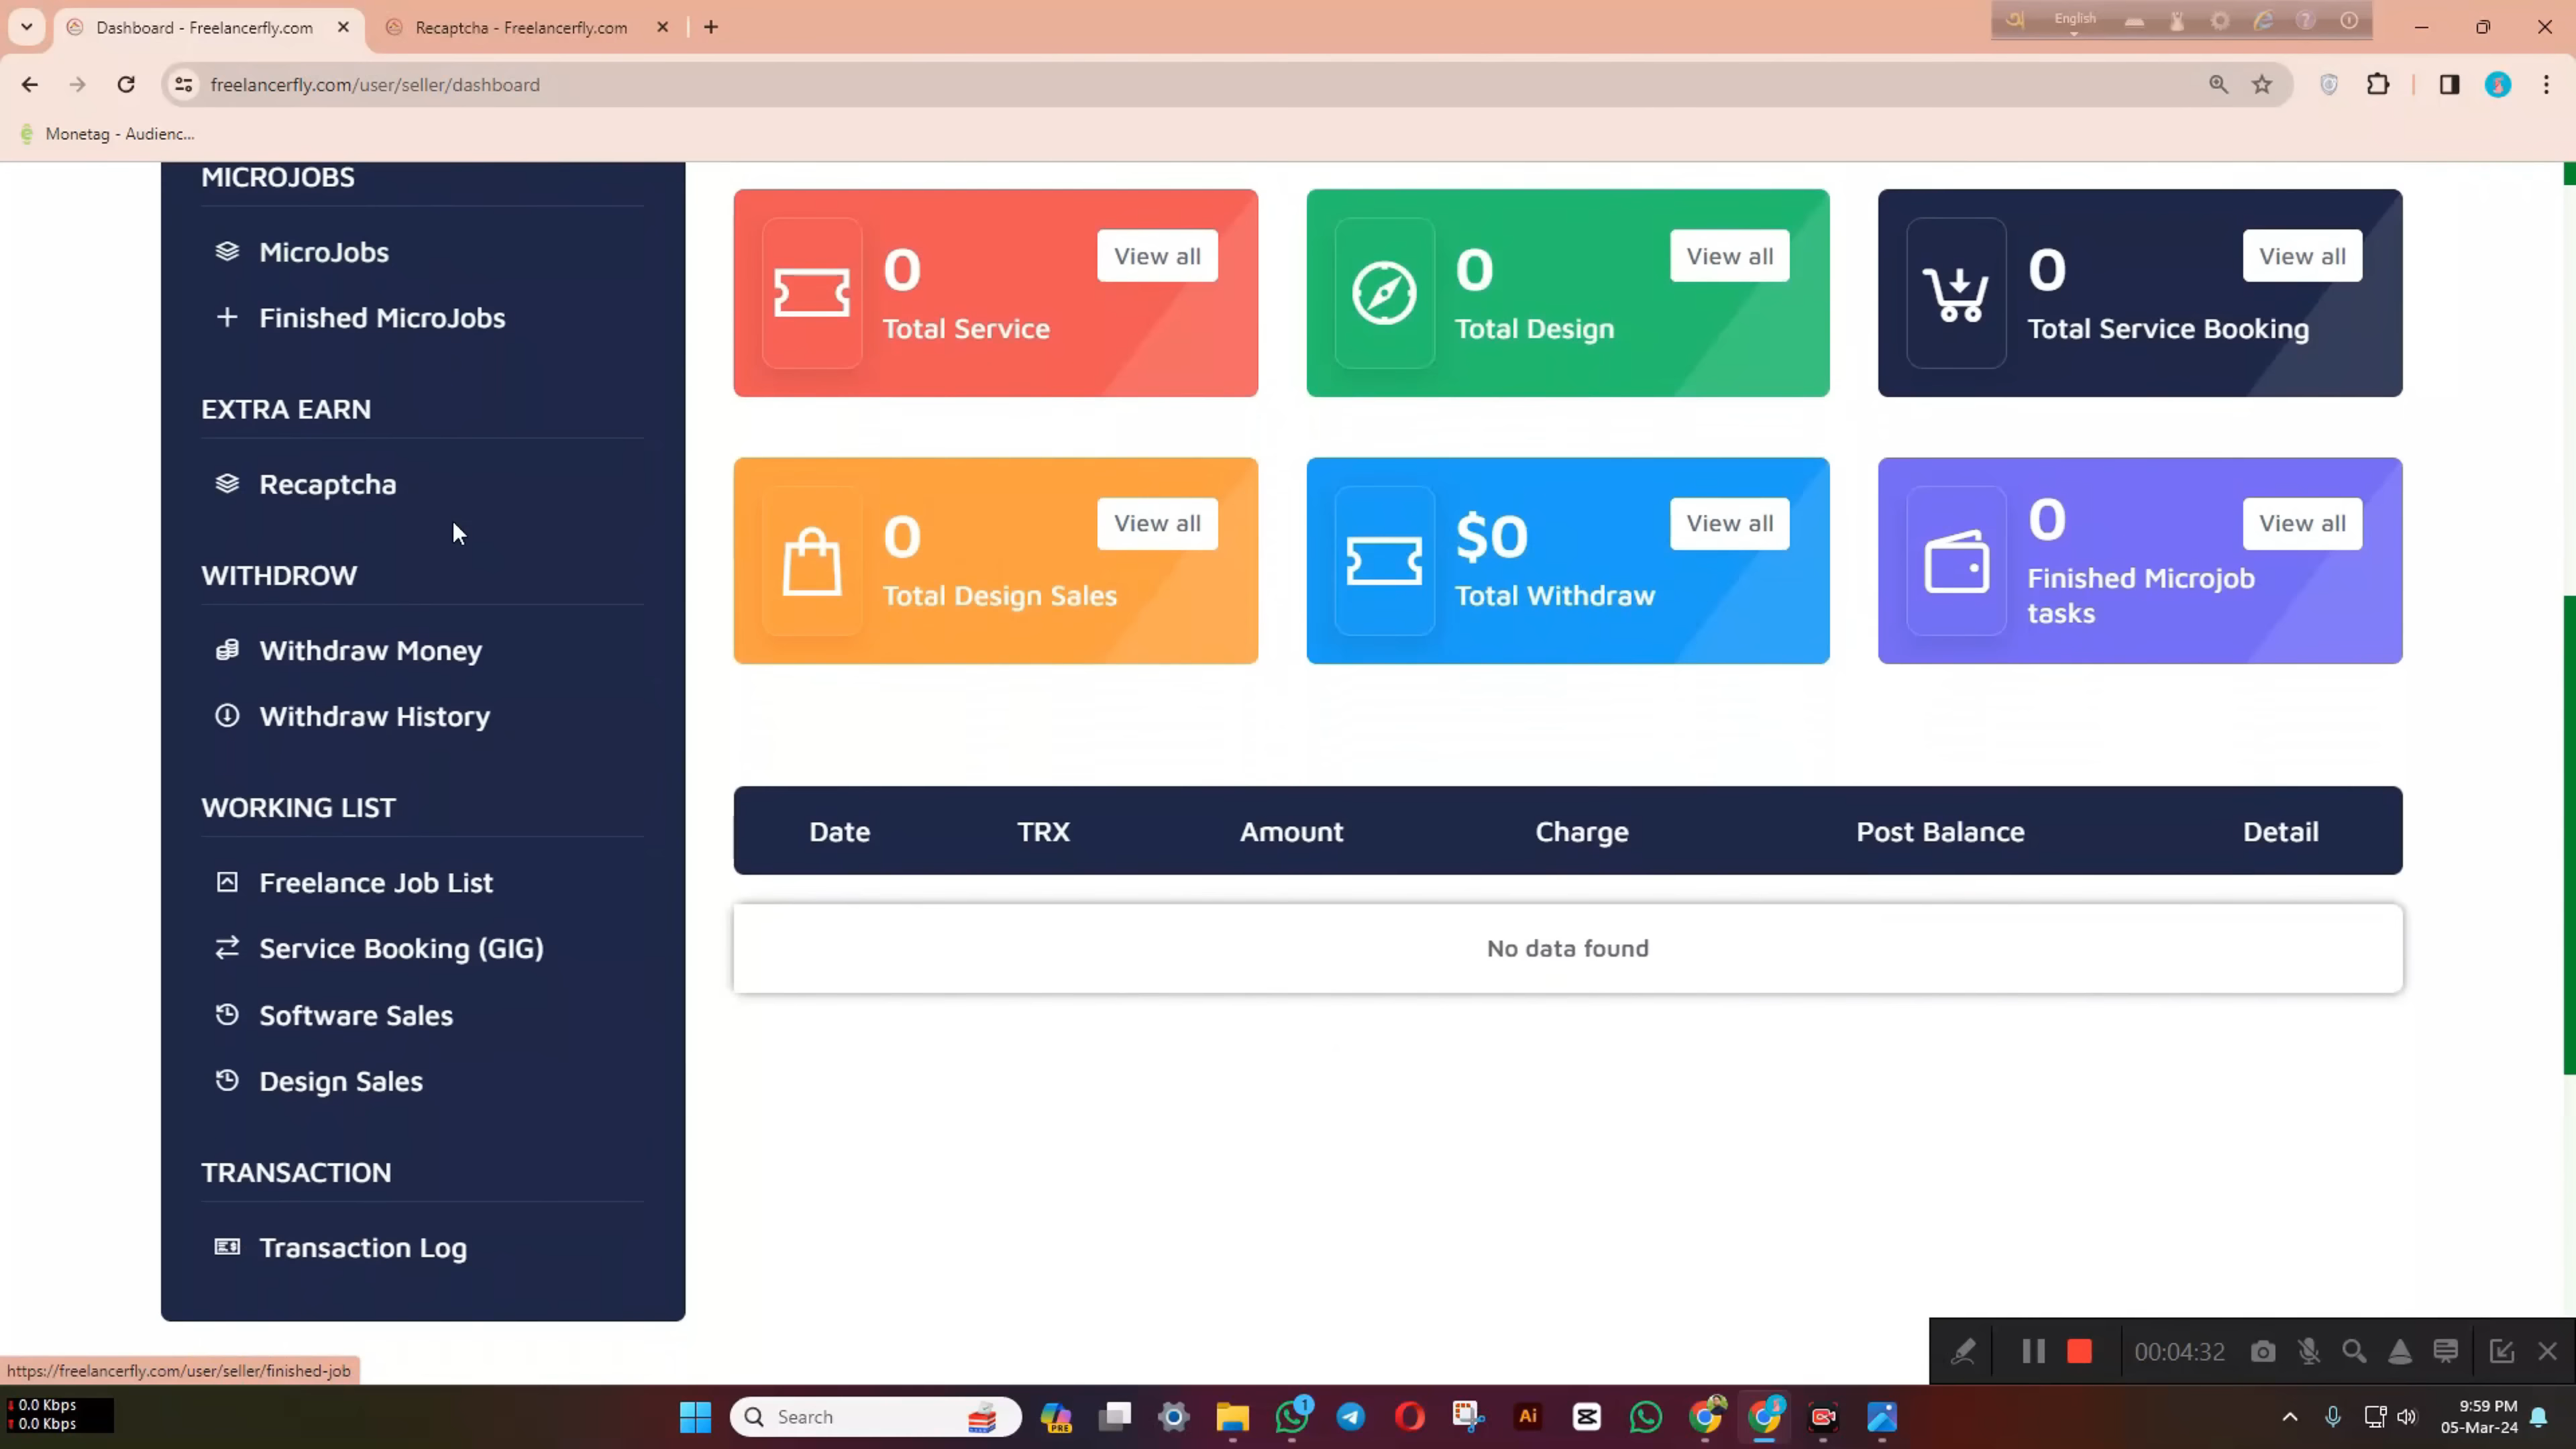 Dashboard - Freelancerfly.com
Recaptcha - Freelancerfly.com
English
freelancerfly.com/user/seller/dashboard
Monetag - Audienc...
MICROJOBS
MicroJobs
Finished MicroJobs
EXTRA EARN
Recaptcha
WITHDROW
Withdraw Money
Withdraw History
WORKING LIST
Freelance Job List
Service Booking (GIG)
Software Sales
Design Sales
TRANSACTION
Transaction Log
0
View all
Total Service
0
View all
Total Design
0
View all
Total Service Booking
0
View all
Total Design Sales
$0
View all
Total Withdraw
0
View all
Finished Microjob
tasks
Date TRX Amount Charge Post Balance Detail
No data found
00:04:32
https://freelancerfly.com/user/seller/finished-job
0.0 Kbps
0.0 Kbps
Search
PRE
1
Ai
9:59 PM
05-Mar-24